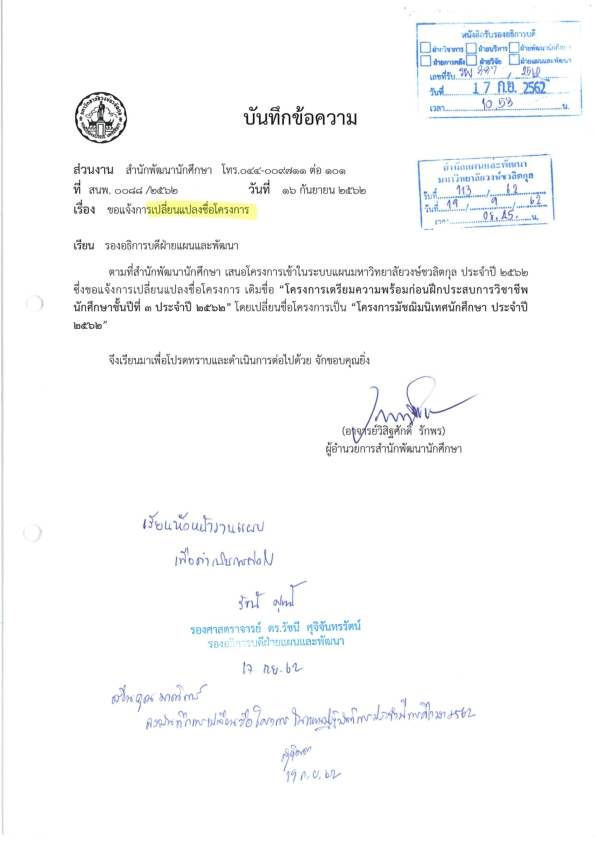 หนังสือรับรองอธิการบดี
ฝ่ายวิชาการ ฝ่ายบริหาร ฝ่ายพัฒนานักศึกษา
ฝ่ายการคลัง ฝ่ายวิจัย ฝ่ายแผนและพัฒนา
เลขที่รับ 337 / 2562
วันที่ 17 ก.ย. 2562
เวลา 10 53 น.
บันทึกข้อความ
ส่วนงาน สำนักพัฒนานักศึกษา โทร.๐๔๔-๐๐๙๗๑๑ ต่อ ๑๐๑
ที่ สนพ. ๐๐๘๘ /๒๕๖๒ วันที่ ๑๖ กันยายน ๒๕๖๒
เรื่อง ขอแจ้งการเปลี่ยนแปลงชื่อโครงการ
สำนักแผนและพัฒนา
มหาวิทยาลัยวงษ์ชวลิตกุล
รับที่ 113 / 62
วันที่ 19 / 9 / 62
เวลา 08.25 น.
เรียน รองอธิการบดีฝ่ายแผนและพัฒนา
ตามที่สำนักพัฒนานักศึกษา เสนอโครงการเข้าในระบบแผนมหาวิทยาลัยวงษ์ชวลิตกุล ประจำปี ๒๕๖๒
ซึ่งขอแจ้งการเปลี่ยนแปลงชื่อโครงการ เดิมชื่อ “โครงการเตรียมความพร้อมก่อนฝึกประสบการวิชาชีพ
นักศึกษาชั้นปีที่ ๓ ประจำปี ๒๕๖๒” โดยเปลี่ยนชื่อโครงการเป็น “โครงการมัชฌิมนิเทศนักศึกษา ประจำปี
๒๕๖๒”
จึงเรียนมาเพื่อโปรดทราบและดำเนินการต่อไปด้วย จักขอบคุณยิ่ง
(อาจารย์วิสิฐศักดิ์ รักพร)
ผู้อำนวยการสำนักพัฒนานักศึกษา
เรียนหัวหน้างานแผน
เพื่อดำเนินการต่อไป
รัชนี
รองศาสตราจารย์ ดร.รัชนี ศุจิจันทรรัตน์
รองอธิการบดีฝ่ายแผนและพัฒนา
17 ก.ย. 62
เรียนคุณ
ลงบันทึกการเปลี่ยนชื่อโครงการ ในแผนปฏิบัติการประจำปีการศึกษา 2562
19 ก.ย. 62